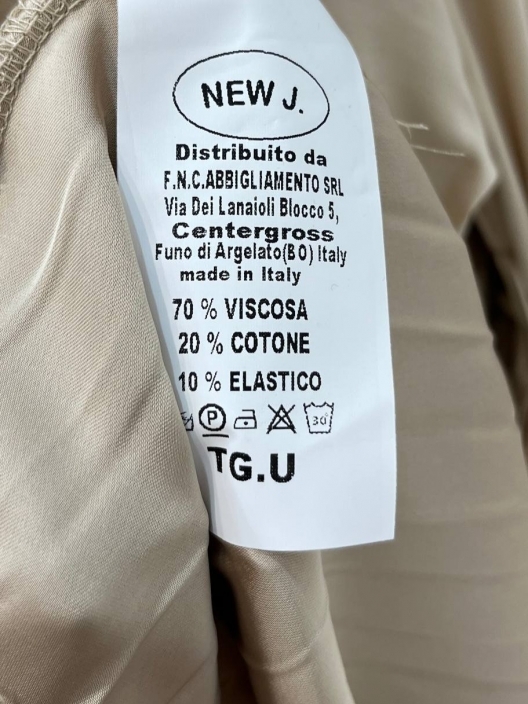 NEW J.
Distribuito da
F.N.C.ABBIGLIAMENTO SRL
Via Dei Lanaioli Blocco 5,
Centergross
Funo di Argelato(BO) Italy
made in Italy
70 % VISCOSA
20 % COTONE
10 % ELASTICO
P 30°
TG.U